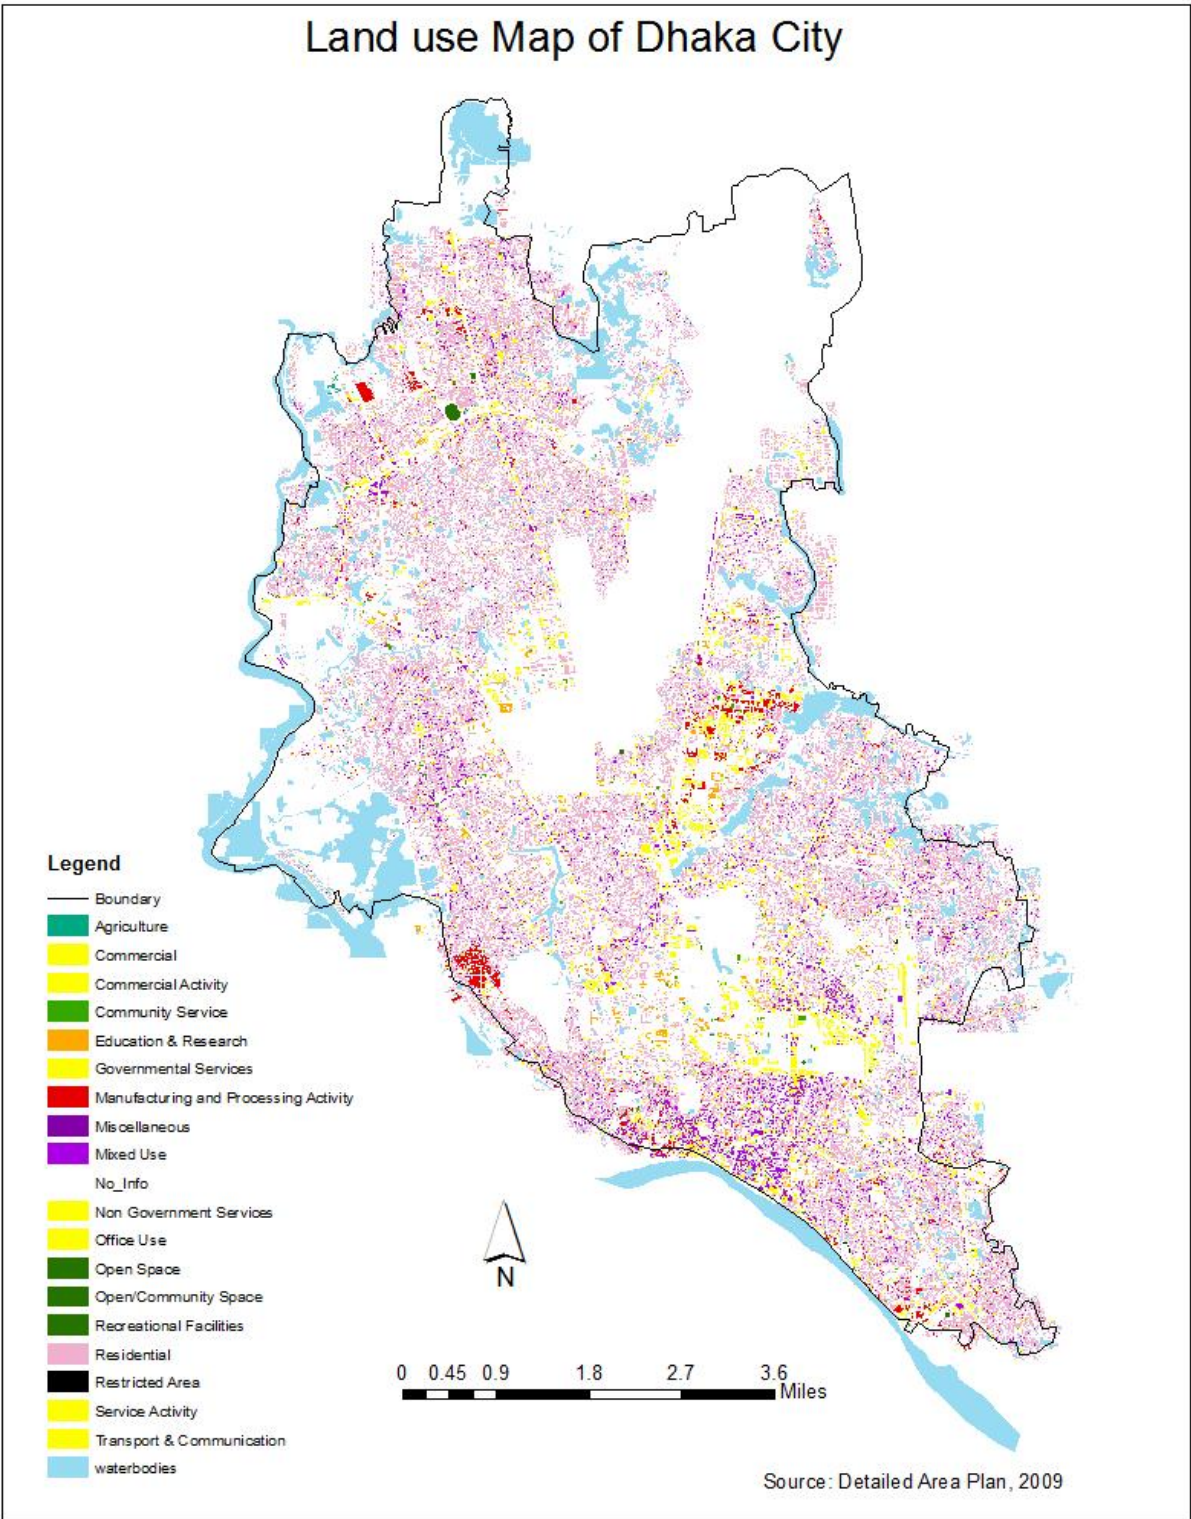 Land use Map of Dhaka City
Legend
Boundary
Agriculture
Commercial
Commercial Activity
Community Service
Education & Research
Governmental Services
Manufacturing and Processing Activity
Miscellaneous
Mixed Use
No_Info
Non Government Services
Office Use
Open Space
Open/Community Space
Recreational Facilities
Residential
Restricted Area
Service Activity
Transport & Communication
waterbodies
N
0 0.45 0.9 1.8 2.7 3.6
Miles
Source: Detailed Area Plan, 2009